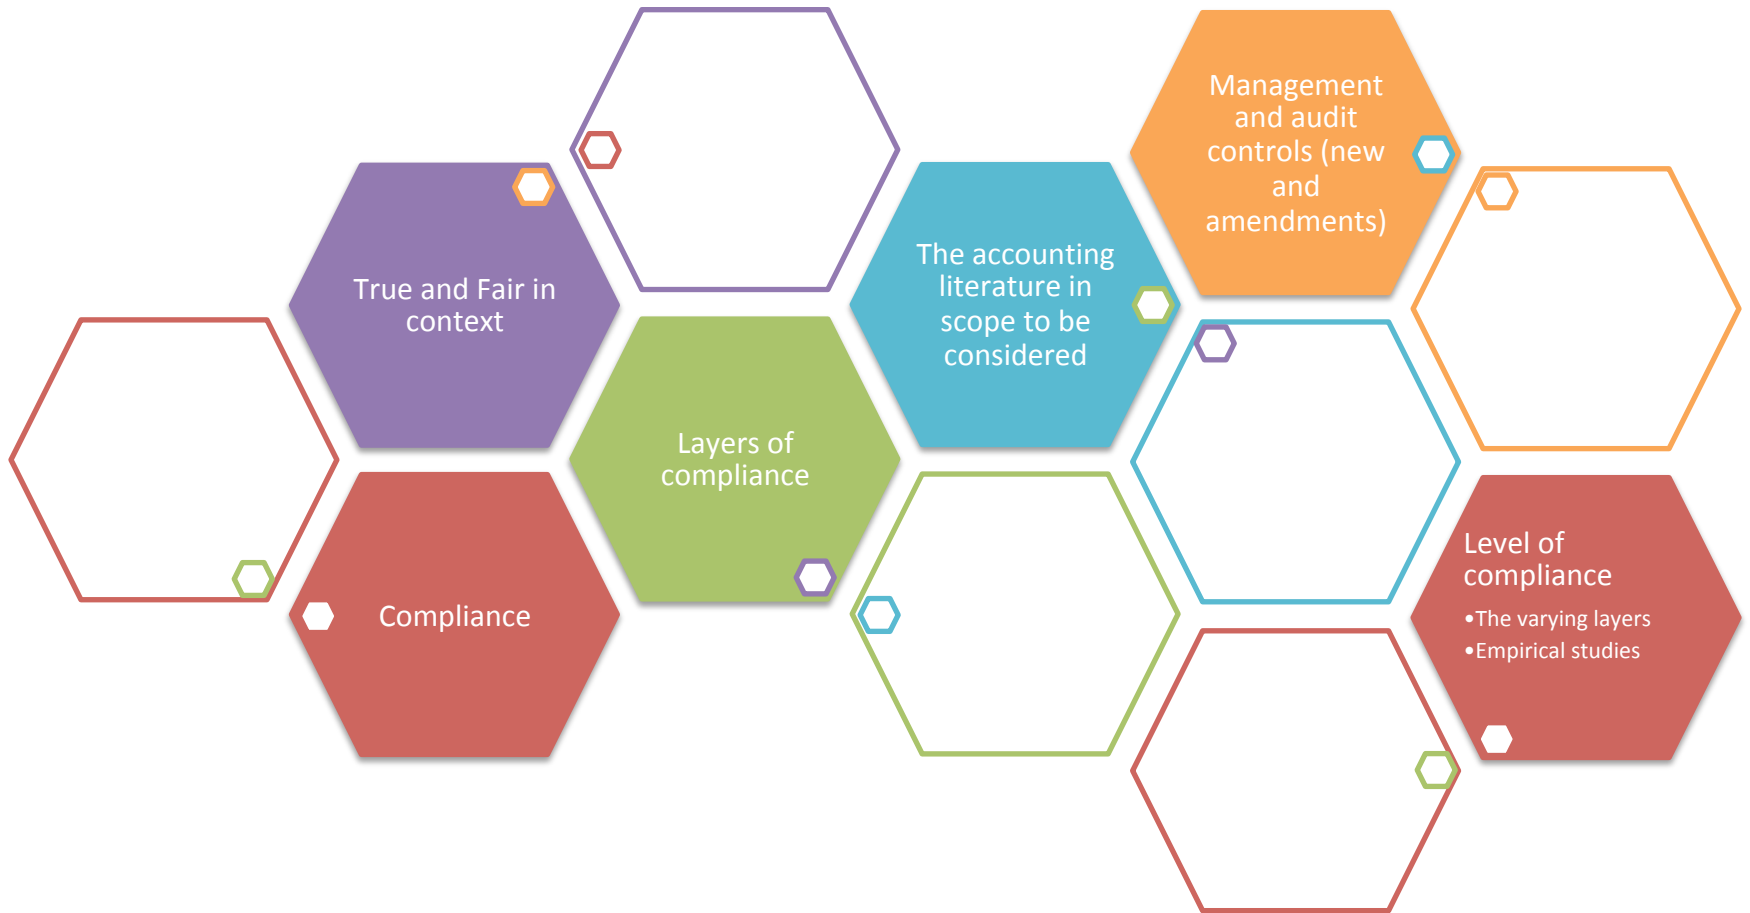 Management
and audit
controls (new
and
amendments)
The accounting
literature in
scope to be
considered
True and Fair in
context
Layers of
compliance
Compliance
Level of
compliance
•The varying layers
•Empirical studies